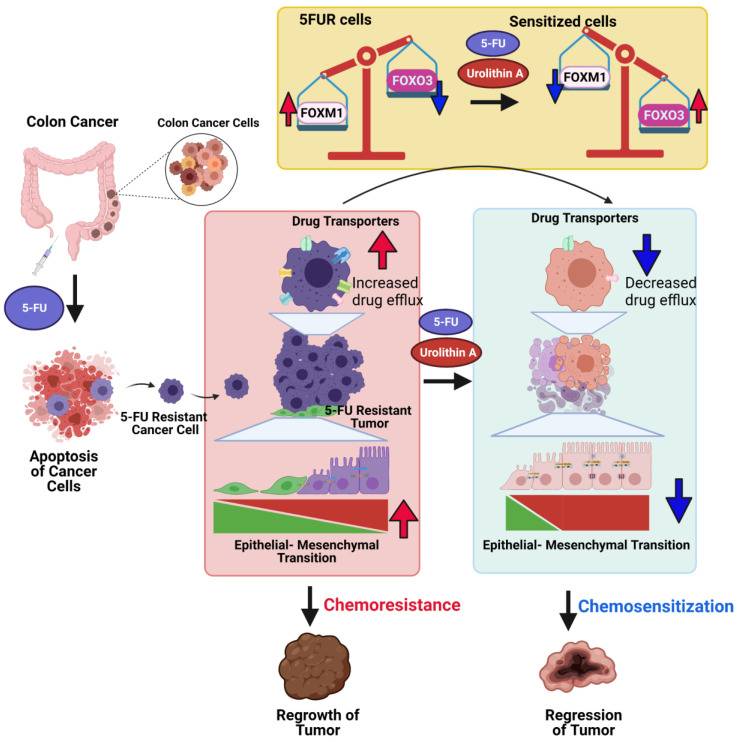 5FUR cells
Sensitized cells
5-FU
Urolithin A
FOXM1
FOXO3
FOXM1
FOXO3
Colon Cancer
Colon Cancer Cells
5-FU
Apoptosis
of Cancer
Cells
5-FU Resistant
Cancer Cell
Drug Transporters
Increased
drug efflux
5-FU Resistant
Tumor
Epithelial- Mesenchymal
Transition
5-FU
Urolithin A
Drug Transporters
Decreased
drug efflux
Epithelial- Mesenchymal Transition
Chemoresistance
Chemosensitization
Regrowth of
Tumor
Regression
of Tumor